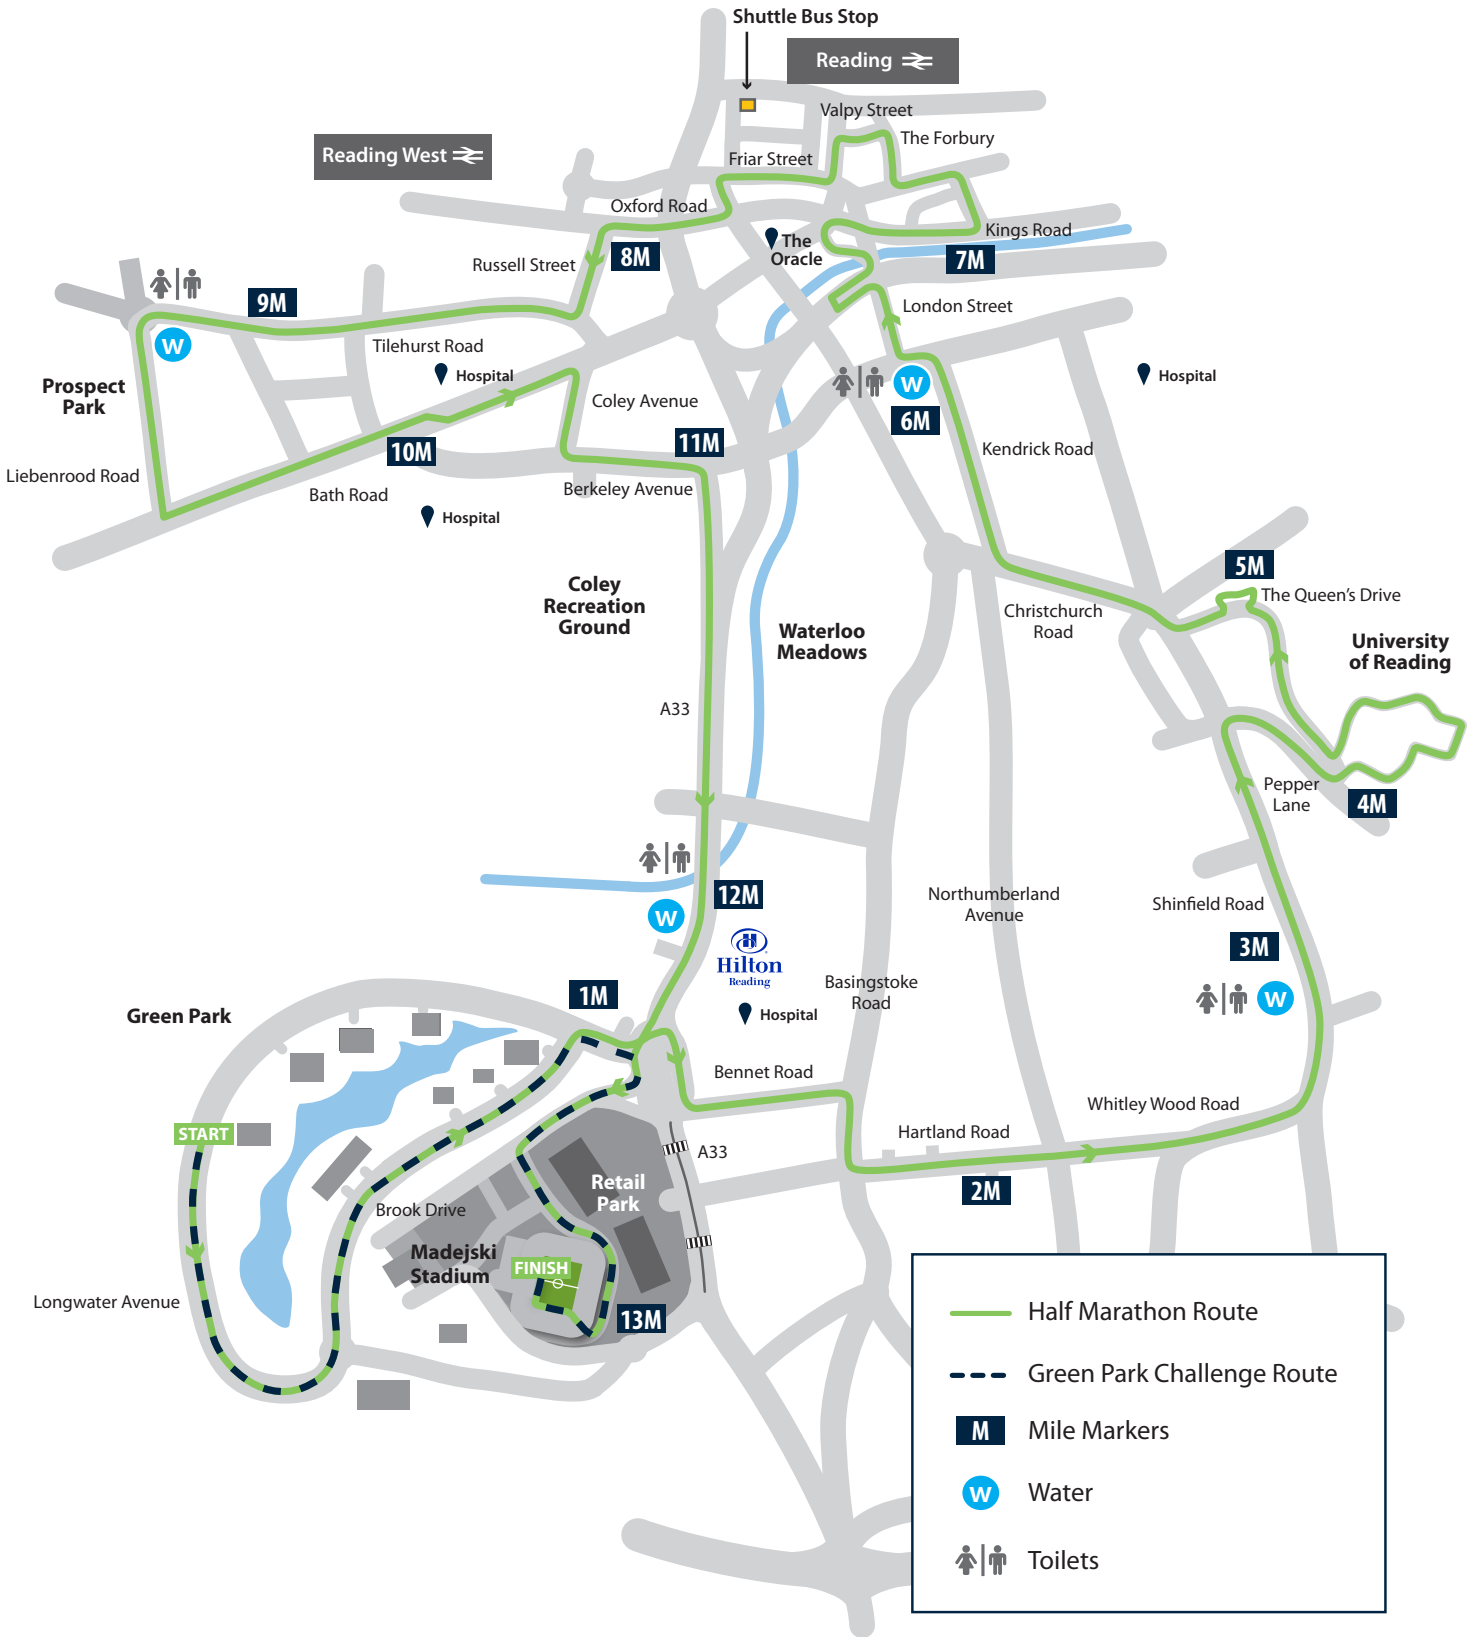 Shuttle Bus Stop
Reading
Valpy Street
The Forbury
Reading West
Friar Street
Oxford Road
Kings Road
The
Oracle
8M
7M
Russell Street
9M
London Street
W
Tilehurst Road
Hospital
Hospital
Prospect
Park
W
Coley Avenue
6M
11M
10M
Kendrick Road
Liebenrood Road
Bath Road
Berkeley Avenue
Hospital
5M
Coley
Recreation
Ground
The Queen's Drive
Christchurch
Road
Waterloo
Meadows
University
of Reading
A33
Pepper
Lane
4M
12M
Northumberland
Avenue
Shinfield Road
W
3M
Hilton
Reading
Basingstoke
Road
1M
W
Green Park
Hospital
Bennet Road
Whitley Wood Road
START
Hartland Road
A33
Retail
Park
2M
Brook Drive
Madejski
Stadium
FINISH
Longwater Avenue
13M
Half Marathon Route
Green Park Challenge Route
M
Mile Markers
W
Water
Toilets